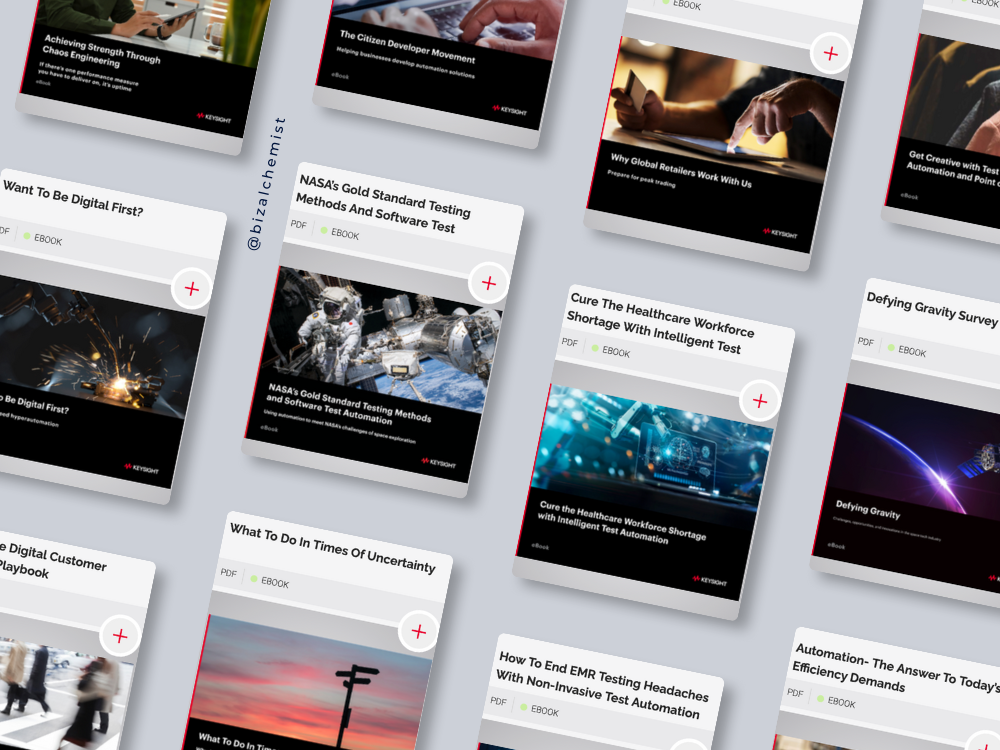 Achieving Strength Through
Chaos Engineering
If there's one performance measure
you have to deliver on, it's uptime
eBook
KEYSIGHT
The Citizen Developer Movement
Helping businesses develop automation solutions
eBook
KEYSIGHT
EBOOK
Why Global Retailers Work With Us
Prepare for peak trading
KEYSIGHT
EBOOK
Get Creative with Test
Automation and Point
eBook
@bizalchemist
Want To Be Digital First?
EBOOK
o Be Digital First?
hyperautomation
KEYSIGHT
NASA's Gold Standard Testing
Methods And Software Test
PDF
EBOOK
NASA's Gold Standard Testing Methods
and Software Test Automation
Using automation to meet NASA's challenges of space exploration
eBook
KEYSIGHT
Cure The Healthcare Workforce
Shortage With Intelligent Test
PDF
EBOOK
Cure the Healthcare Workforce Shortage
with Intelligent Test Automation
eBook
KEYSIGHT
Defying Gravity Survey
PDF
EBOOK
Defying Gravity
eBook
e Digital Customer
Playbook
What To Do In Times Of Uncertainty
PDF
EBOOK
What To Do In
How To End EMR Testing Headaches
With Non-Invasive Test Automation
PDF
EBOOK
Automation- The Answer To Today's
Efficiency Demands
PDF
EBOOK